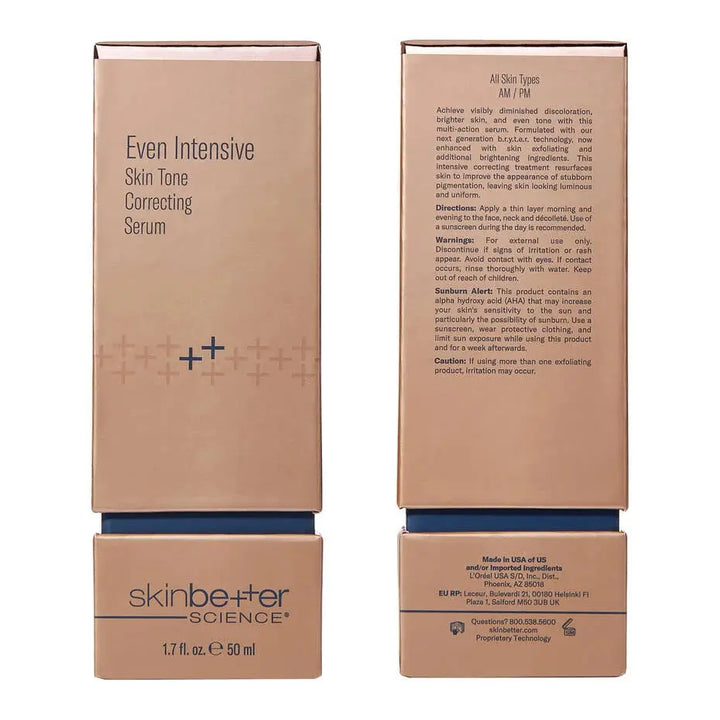 Even Intensive
Skin Tone
Correcting
Serum
skinbetter
SCIENCE®
1.7 fl. oz. ℮ 50 ml
All Skin Types
AM / PM
Achieve visibly diminished discoloration,
brighter skin, and even tone with this
multi-action serum. Formulated with our
next generation b.r.y.t.e.r. technology, now
enhanced with skin exfoliating and
additional brightening ingredients. This
intensive correcting treatment resurfaces
skin to improve the appearance of stubborn
pigmentation, leaving skin looking luminous
and uniform.
Directions: Apply a thin layer morning and
evening to the face, neck and décolleté. Use of
a sunscreen during the day is recommended.
Warnings: For external use only.
Discontinue if signs of irritation or rash
appear. Avoid contact with eyes. If contact
occurs, rinse thoroughly with water. Keep
out of reach of children.
Sunburn Alert: This product contains an
alpha hydroxy acid (AHA) that may increase
your skin's sensitivity to the sun and
particularly the possibility of sunburn. Use a
sunscreen, wear protective clothing, and
limit sun exposure while using this product
and for a week afterwards.
Caution: If using more than one exfoliating
product, irritation may occur.
Made in USA of US
and/or Imported Ingredients
L'Oréal USA S/D, Inc., Dist.,
Phoenix, AZ 85018
EU RP: Leceur, Bulevardi 21, 00180 Helsinki FI
Plaza 1, Salford M50 3UB UK
Questions? 800.538.5600
skinbetter.com
Proprietary Technology